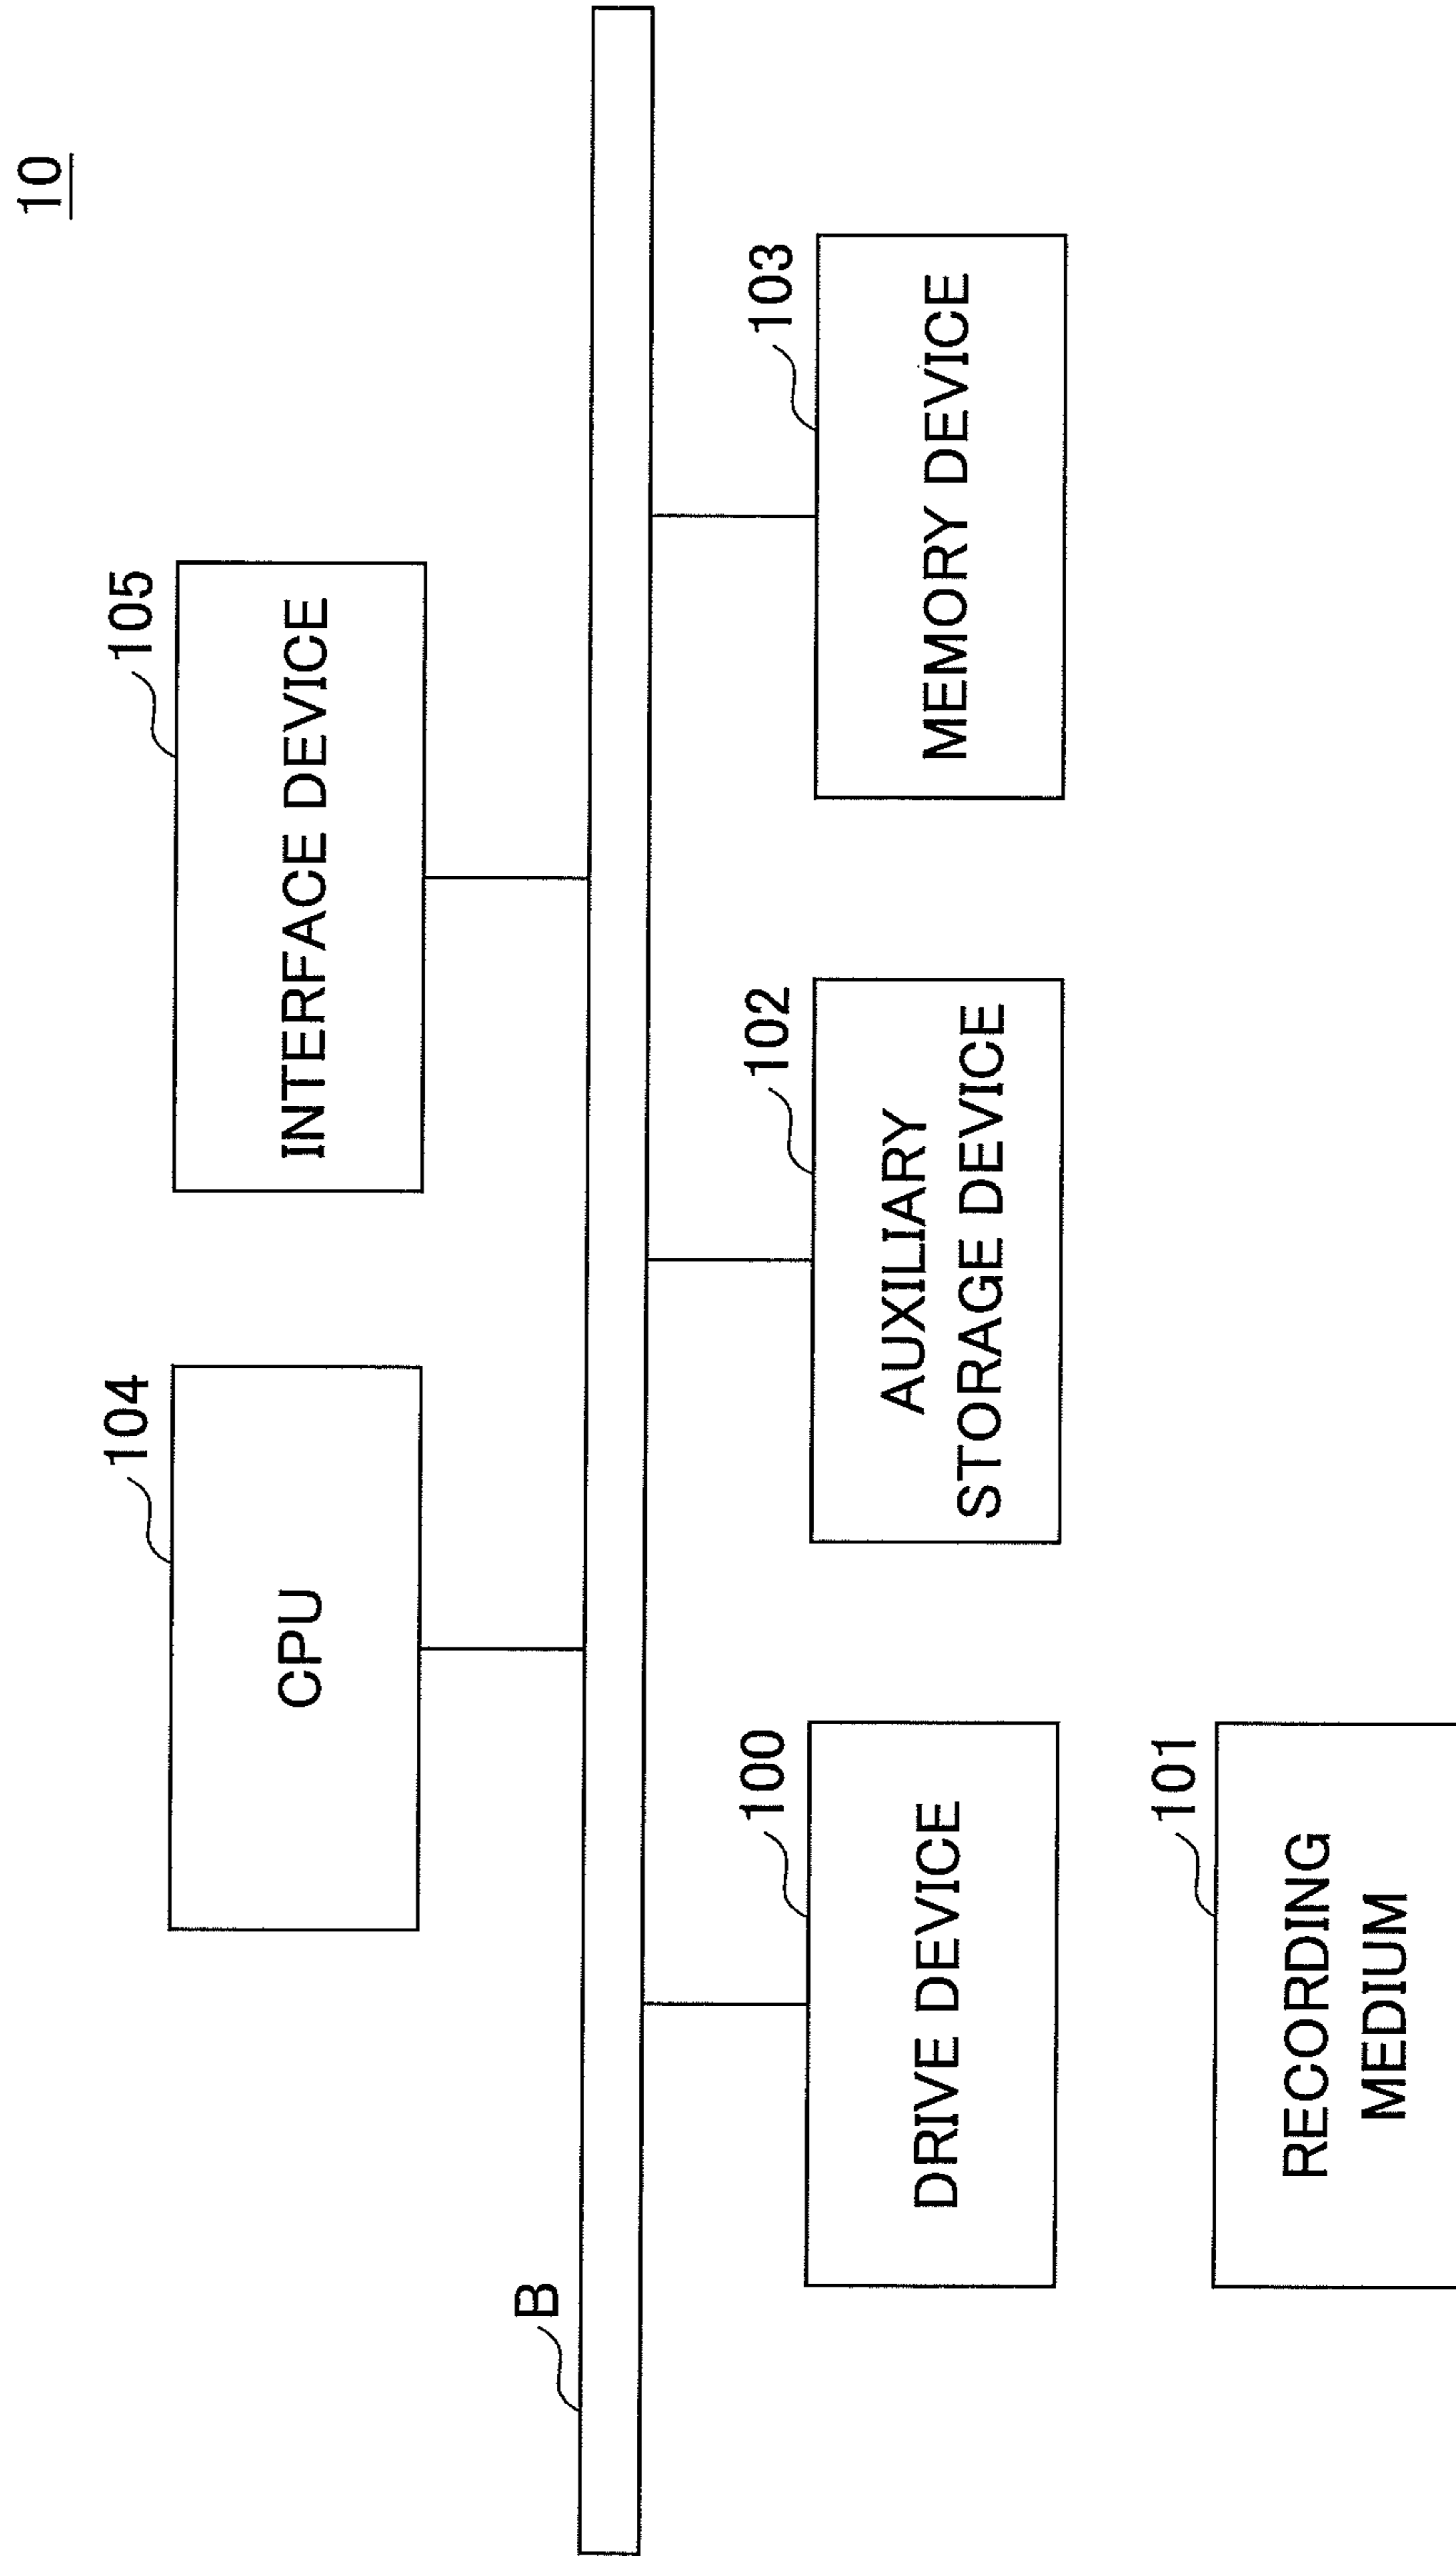 10
104
105
CPU
INTERFACE DEVICE
B
100
102
103
DRIVE DEVICE
AUXILIARY
STORAGE DEVICE
MEMORY DEVICE
101
RECORDING
MEDIUM